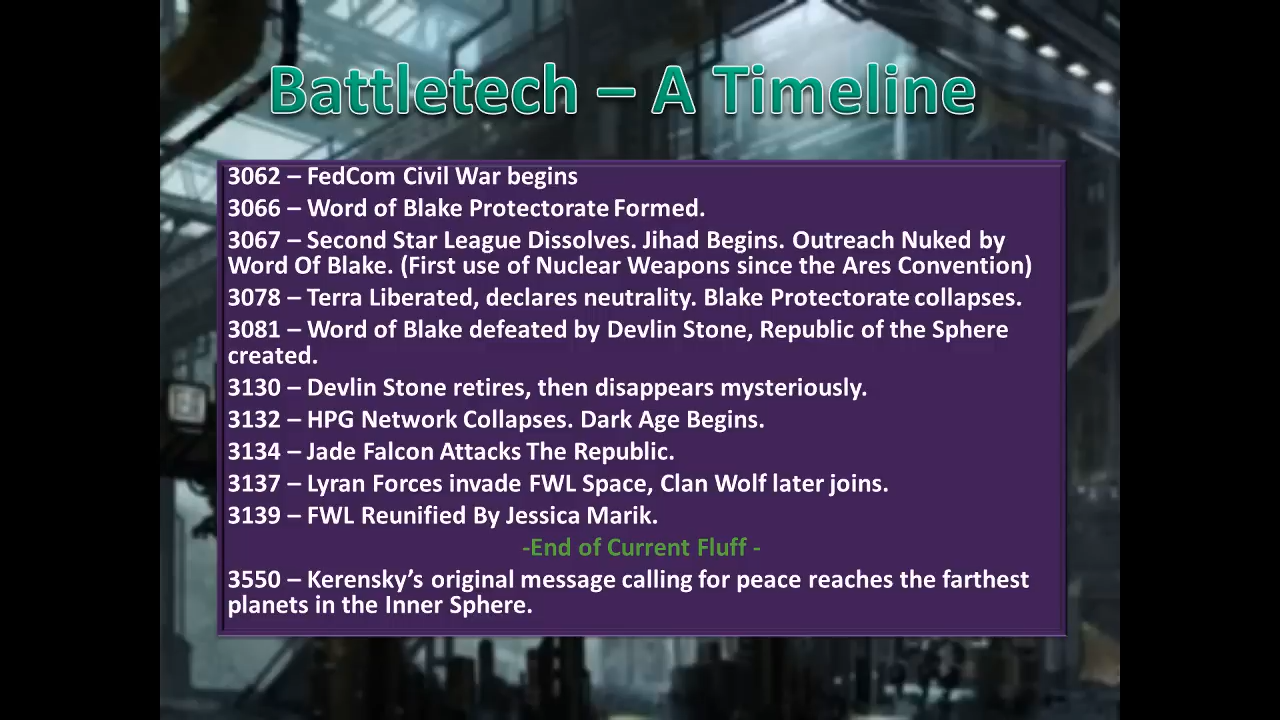 Battletech – A Timeline
3062 – FedCom Civil War begins
3066 – Word of Blake Protectorate Formed.
3067 – Second Star League Dissolves. Jihad Begins. Outreach Nuked by
Word Of Blake. (First use of Nuclear Weapons since the Ares Convention)
3078 – Terra Liberated, declares neutrality. Blake Protectorate collapses.
3081 – Word of Blake defeated by Devlin Stone, Republic of the Sphere
created.
3130 – Devlin Stone retires, then disappears mysteriously.
3132 – HPG Network Collapses. Dark Age Begins.
3134 – Jade Falcon Attacks The Republic.
3137 – Lyran Forces invade FWL Space, Clan Wolf later joins.
3139 – FWL Reunified By Jessica Marik.
-End of Current Fluff -
3550 – Kerensky’s original message calling for peace reaches the farthest
planets in the Inner Sphere.